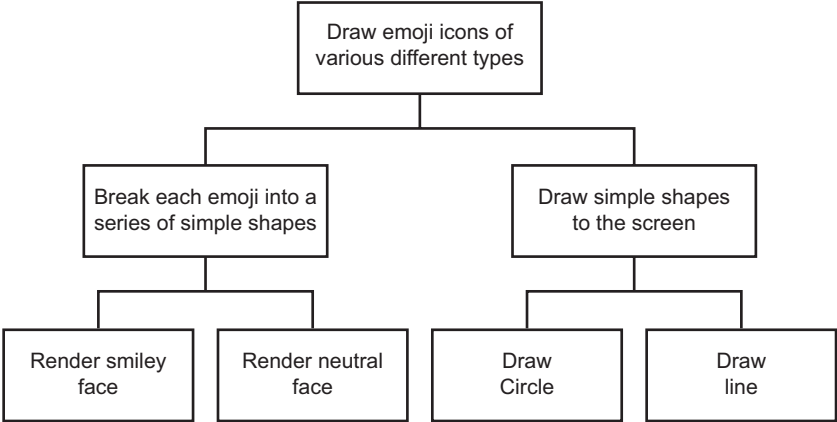 Draw emoji icons of
various different types
Break each emoji into a
series of simple shapes
Draw simple shapes
to the screen
Render smiley
face
Render neutral
face
Draw
Circle
Draw
line